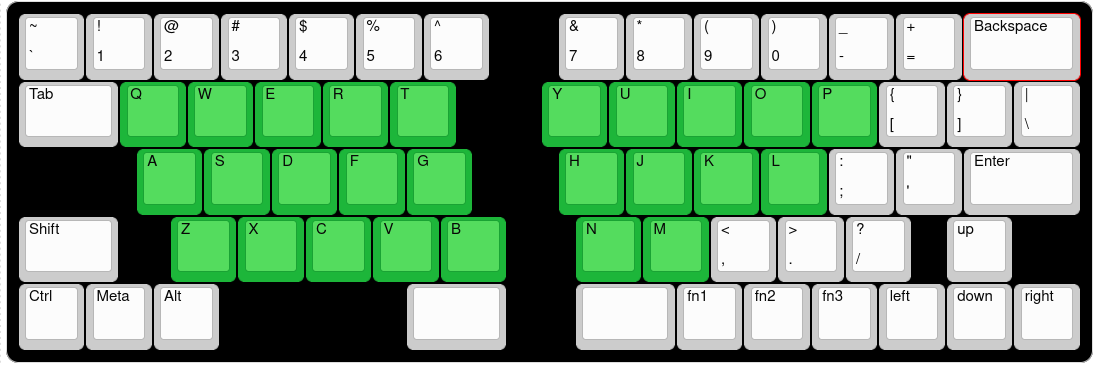 ~ ! @ # $ % ^ & * ( ) _ + Backspace
` 1 2 3 4 5 6 7 8 9 0 - =
Tab Q W E R T Y U I O P { } |
[ ] \
A S D F G H J K L : " Enter
; '
Shift Z X C V B N M < > ? up
, . /
Ctrl Meta Alt fn1 fn2 fn3 left down right